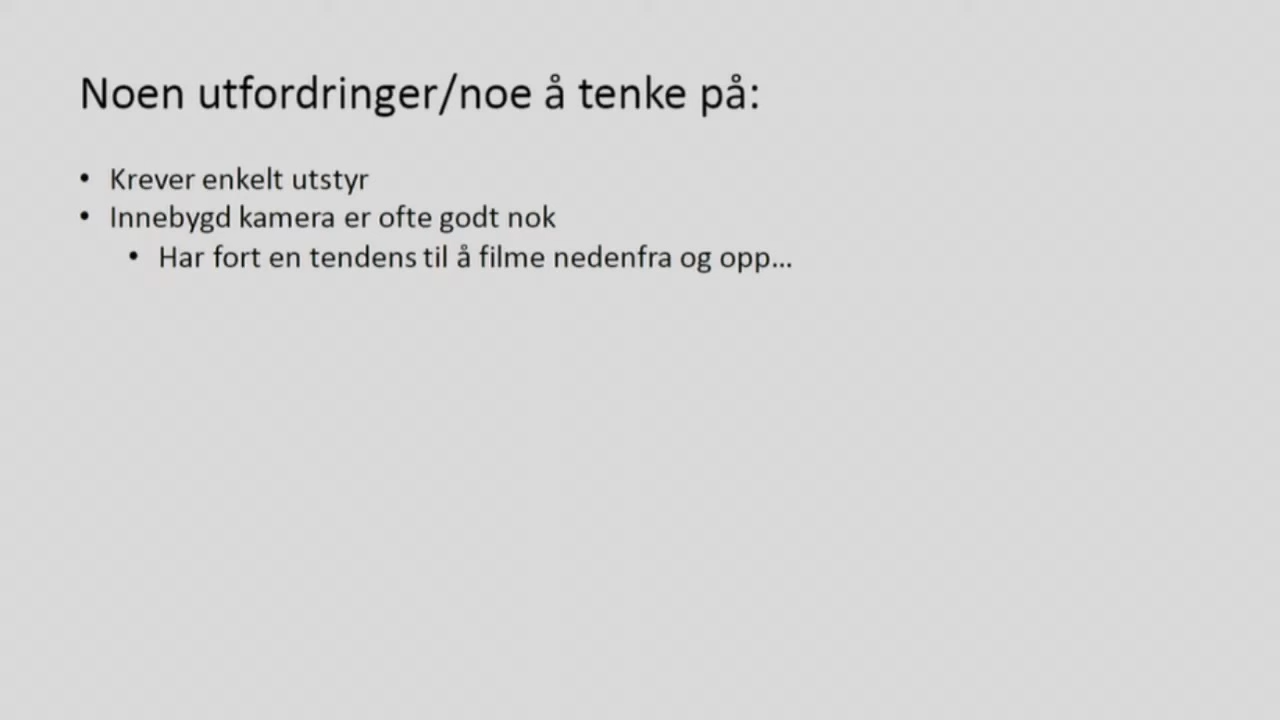 Noen utfordringer/noe å tenke på:
• Krever enkelt utstyr
• Innebygd kamera er ofte godt nok
• Har fort en tendens til å filme nedenfra og opp...